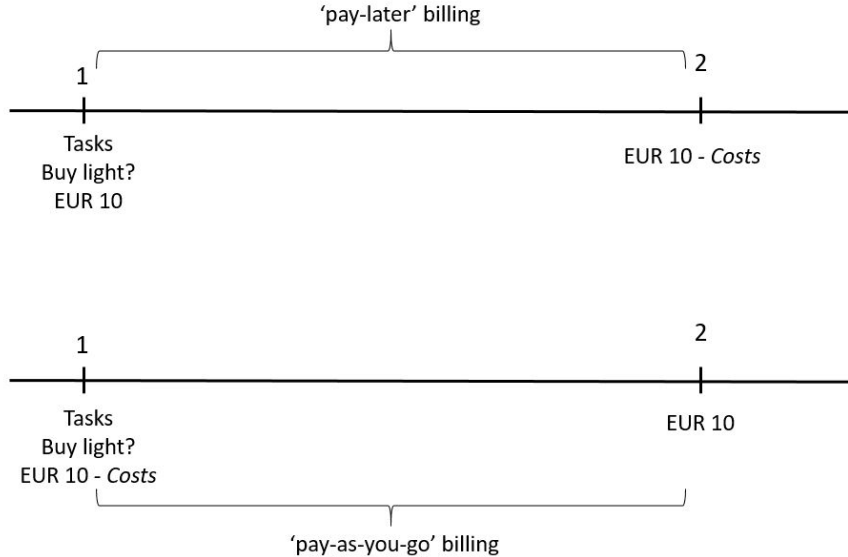 ‘pay-later’ billing
1
2
Tasks
Buy light?
EUR 10
EUR 10 - Costs
1
2
Tasks
Buy light?
EUR 10 - Costs
EUR 10
‘pay-as-you-go’ billing